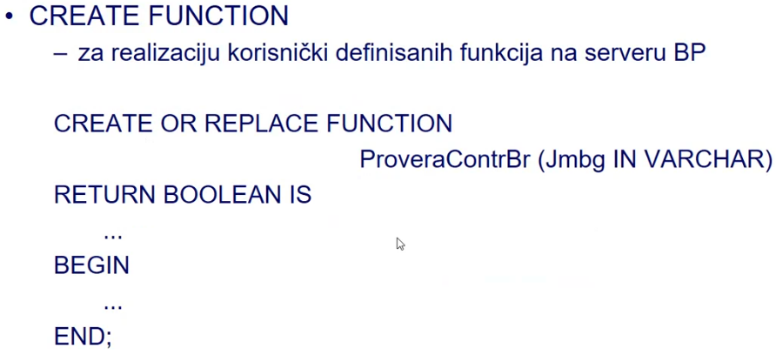 • CREATE FUNCTION
– za realizaciju korisnički definisanih funkcija na serveru BP
CREATE OR REPLACE FUNCTION
ProveraContrBr (Jmbg IN VARCHAR)
RETURN BOOLEAN IS
...
BEGIN
...
END;